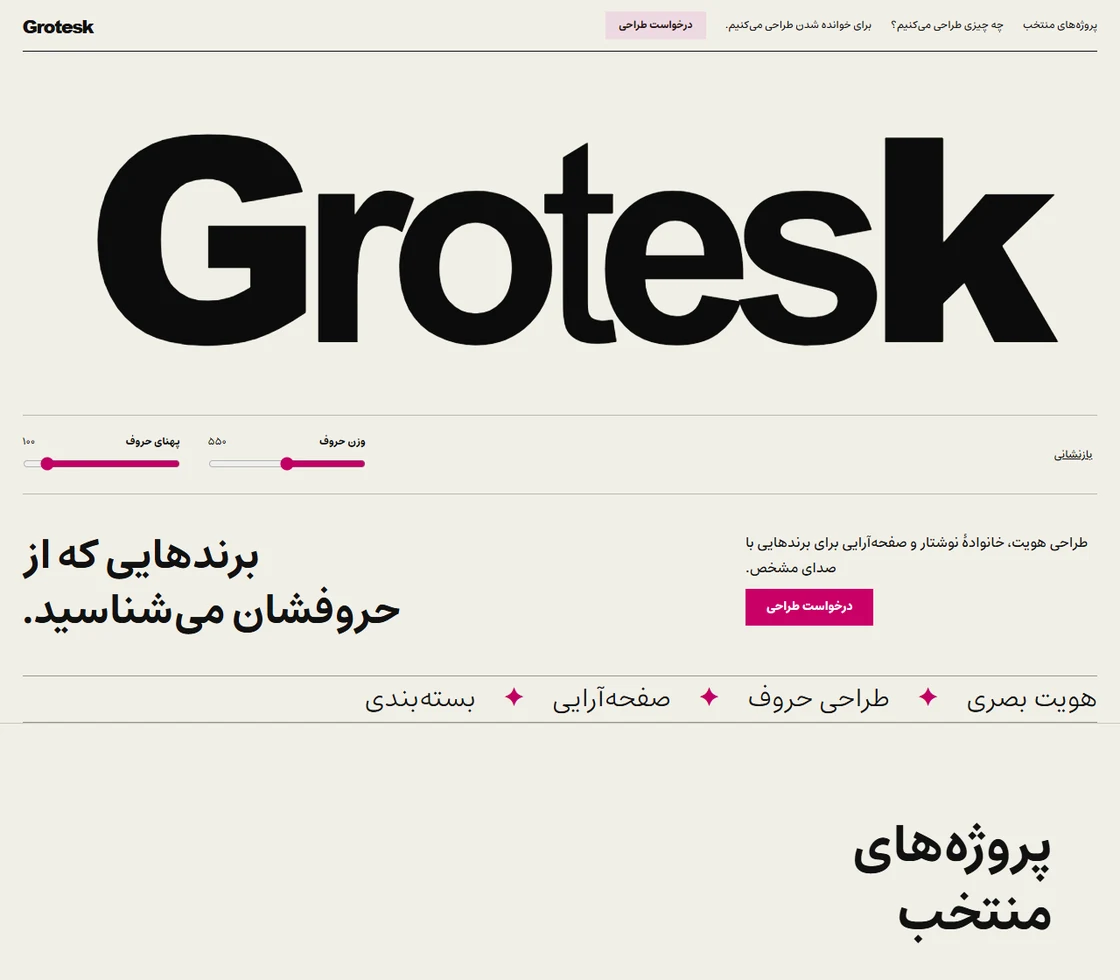 پروژه‌های منتخب
چه چیزی طراحی می‌کنیم؟
برای خوانده شدن طراحی می‌کنیم.
درخواست طراحی
Grotesk
Grotesk
بازنشانی
وزن حروف
۵۵۰
پهنای حروف
۱۰۰
طراحی هویت، خانوادهٔ نوشتار و صفحه‌آرایی برای برندهایی با
صدای مشخص.
درخواست طراحی
برندهایی که از
حروفشان می‌شناسید.
هویت بصری ✦ طراحی حروف ✦ صفحه‌آرایی ✦ بسته‌بندی
پروژه‌های
منتخب